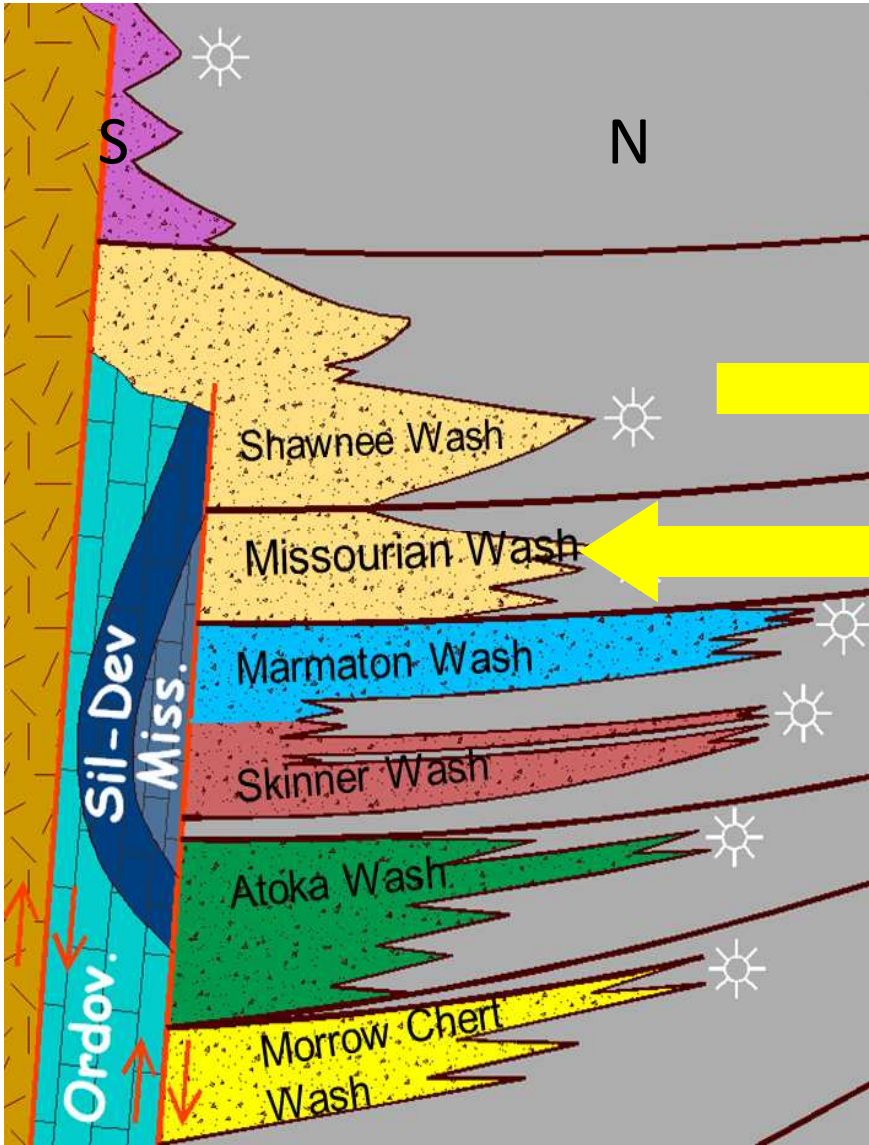 S
N
Shawnee Wash
Missourian Wash
Marmaton Wash
Skinner Wash
Atoka Wash
Morrow Chert
Wash
Sil-Dev
Miss.
Ordov.